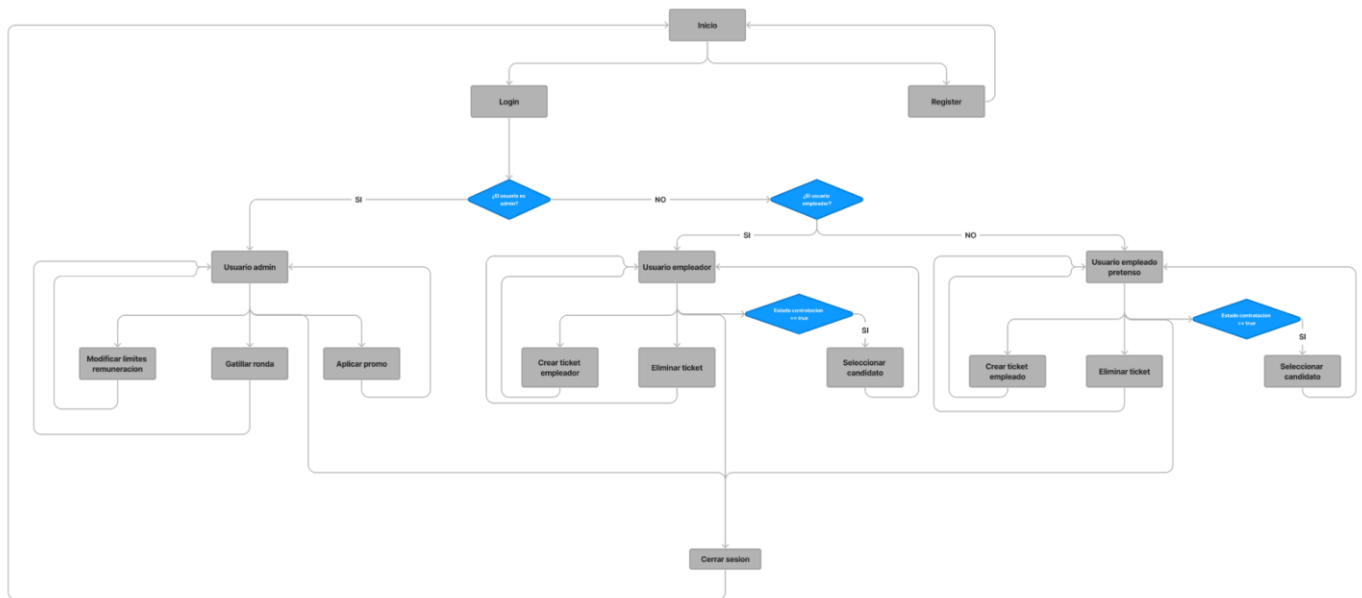 Inicio
Login
Register
¿El usuario es
admin?
¿El usuario
empleador?
SI
NO
SI
NO
Usuario admin
Usuario empleador
Usuario empleado
pretenso
Estado contratacion
== true
Estado contratacion
== true
SI
SI
Modificar limites
remuneracion
Gatillar ronda
Aplicar promo
Crear ticket
empleador
Eliminar ticket
Seleccionar
candidato
Crear ticket
empleado
Eliminar ticket
Seleccionar
candidato
Cerrar sesion